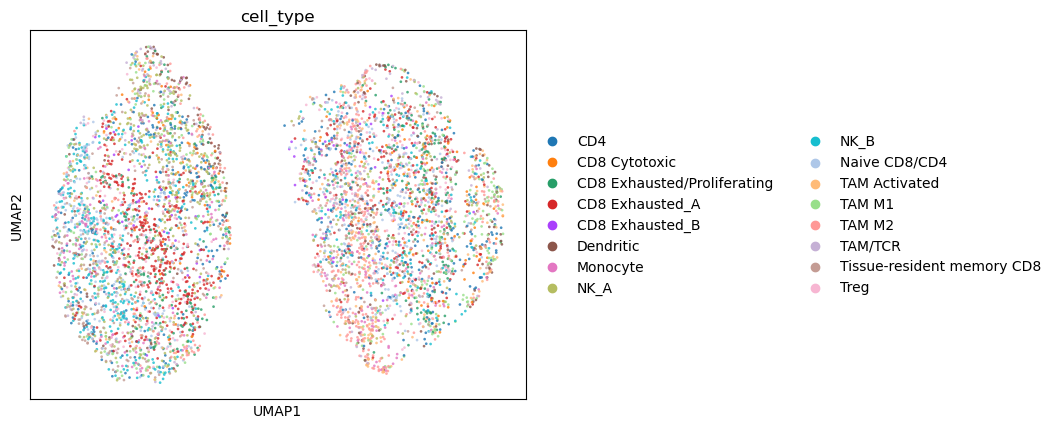 cell_type
UMAP2
UMAP1
CD4
CD8 Cytotoxic
CD8 Exhausted/Proliferating
CD8 Exhausted_A
CD8 Exhausted_B
Dendritic
Monocyte
NK_A
NK_B
Naive CD8/CD4
TAM Activated
TAM M1
TAM M2
TAM/TCR
Tissue-resident memory CD8
Treg